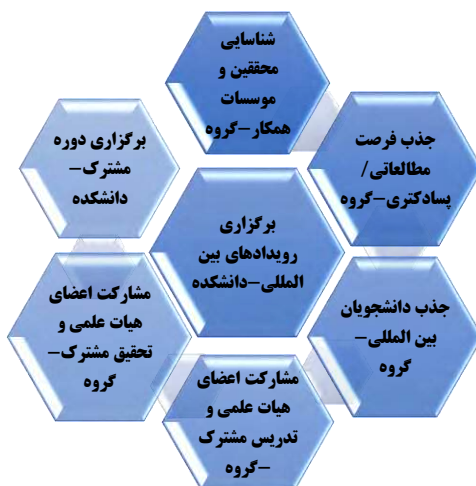 شناسایی
محققین و
موسسات
همکار–گروه
جذب فرصت
مطالعاتی/
پسادکتری–گروه
برگزاری دوره
مشترک–
دانشکده
برگزاری
رویدادهای بین
المللی–دانشکده
جذب دانشجویان
بین المللی–
گروه
مشارکت اعضای
هیات علمی و
تحقیق مشترک–
گروه
مشارکت اعضای
هیات علمی و
تدریس مشترک
–گروه